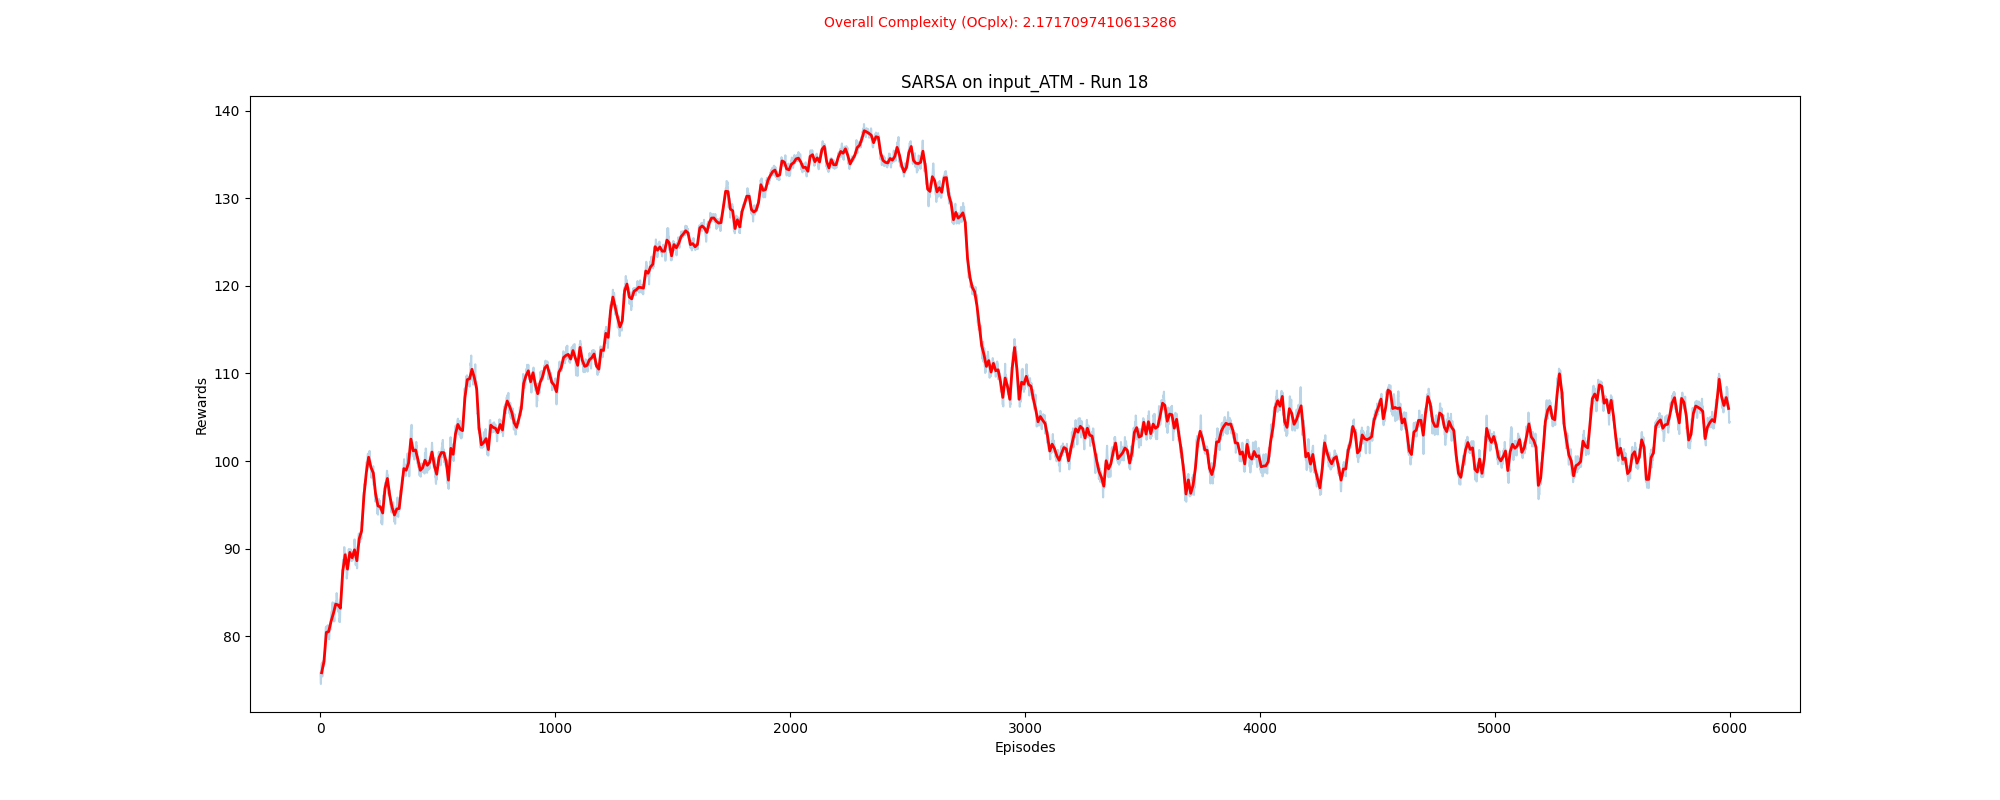 Overall Complexity (OCplx): 2.1717097410613286
SARSA on input_ATM - Run 18
140
130
120
110
100
90
80
Rewards
0 1000 2000 3000 4000 5000 6000
Episodes